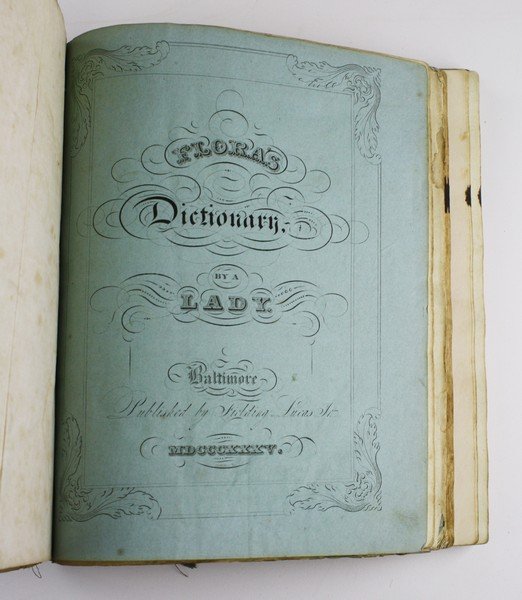 FLORA'S
Dictionary,
BY A
LADY.
Baltimore
Published by Fielding Lucas Jr.
MDCCCXXXV.